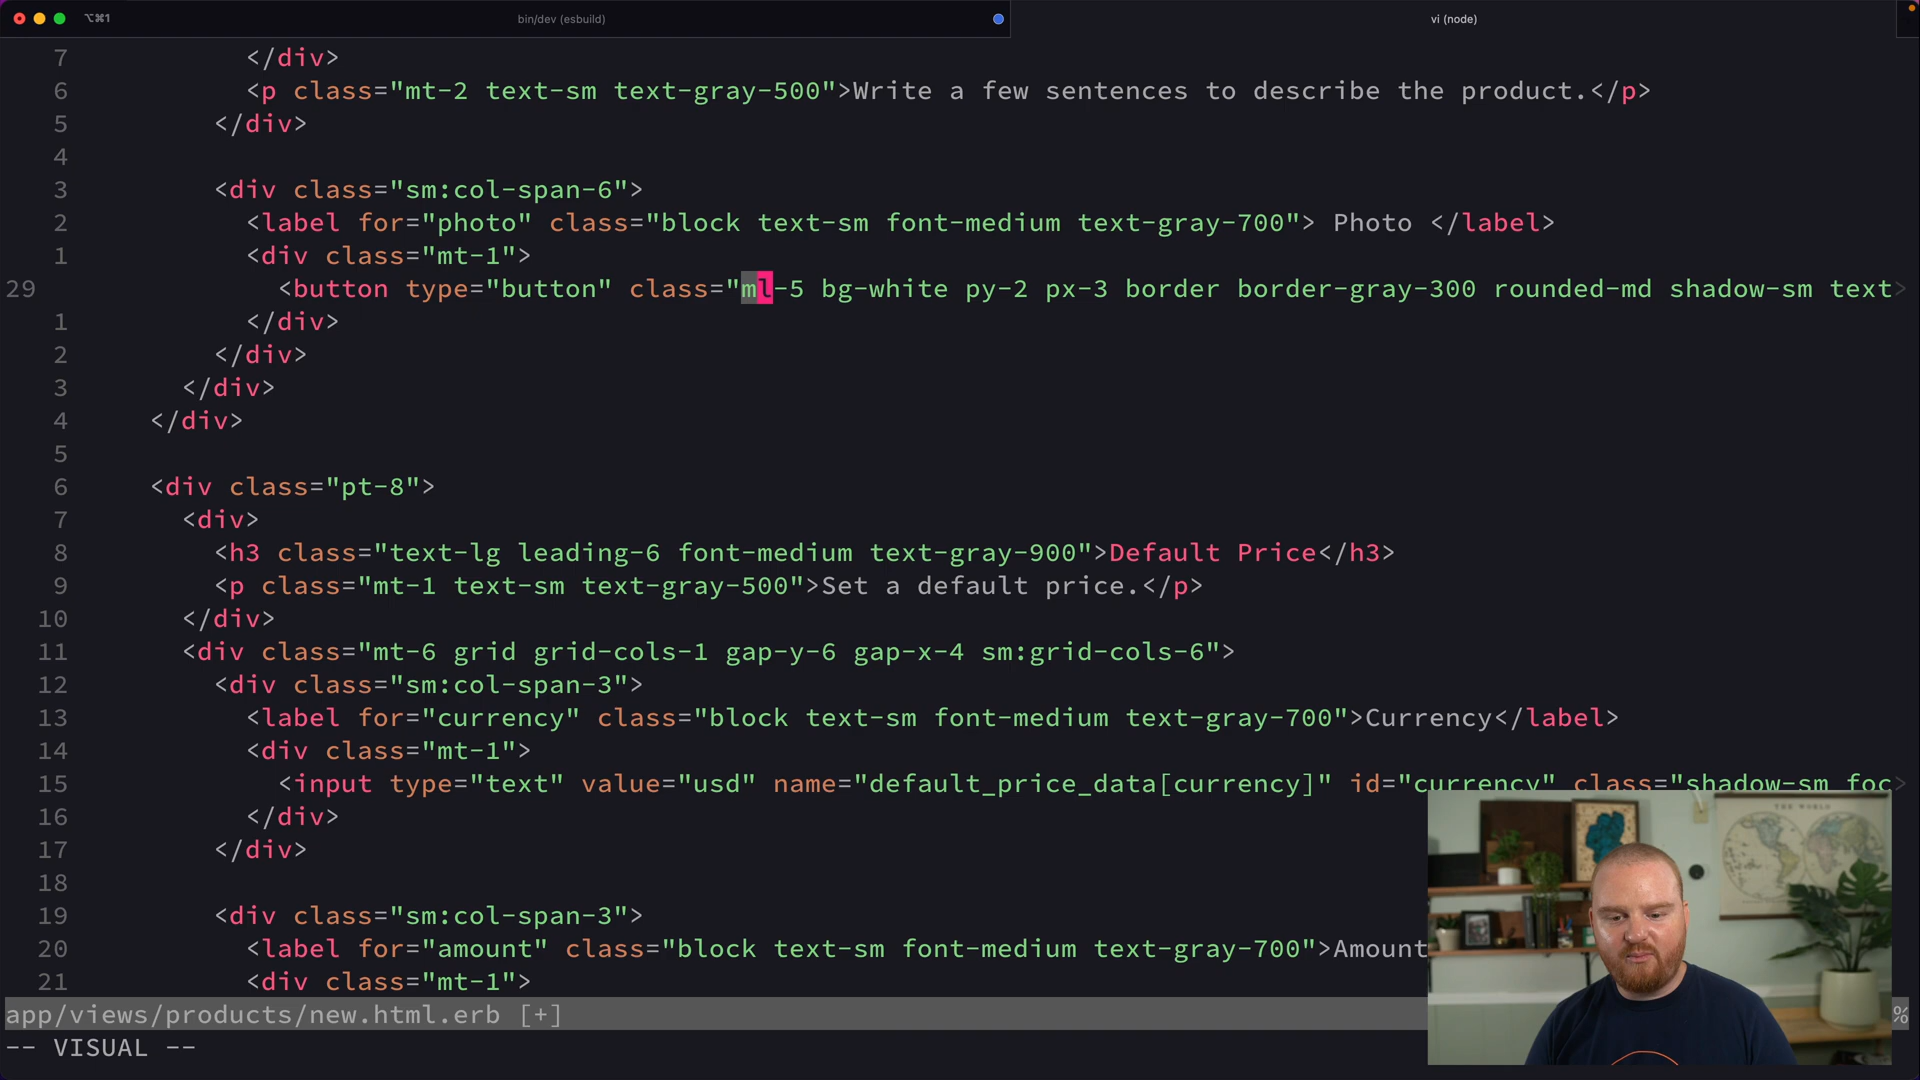 ⌥⌘1
bin/dev (esbuild)
vi (node)
7 </div>
6 <p class="mt-2 text-sm text-gray-500">Write a few sentences to describe the product.</p>
5 </div>
4
3 <div class="sm:col-span-6">
2 <label for="photo" class="block text-sm font-medium text-gray-700"> Photo </label>
1 <div class="mt-1">
29 <button type="button" class="ml-5 bg-white py-2 px-3 border border-gray-300 rounded-md shadow-sm text>
1 </div>
2 </div>
3 </div>
4 </div>
5
6 <div class="pt-8">
7 <div>
8 <h3 class="text-lg leading-6 font-medium text-gray-900">Default Price</h3>
9 <p class="mt-1 text-sm text-gray-500">Set a default price.</p>
10 </div>
11 <div class="mt-6 grid grid-cols-1 gap-y-6 gap-x-4 sm:grid-cols-6">
12 <div class="sm:col-span-3">
13 <label for="currency" class="block text-sm font-medium text-gray-700">Currency</label>
14 <div class="mt-1">
15 <input type="text" value="usd" name="default_price_data[currency]" id="currency" class="shadow-sm foc>
16 </div>
17 </div>
18
19 <div class="sm:col-span-3">
20 <label for="amount" class="block text-sm font-medium text-gray-700">Amount
21 <div class="mt-1">
app/views/products/new.html.erb [+] %
-- VISUAL --
THE WORLD